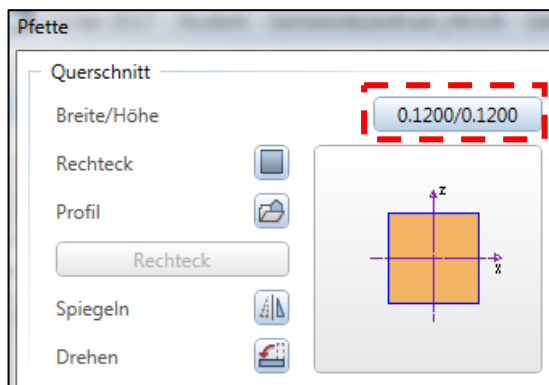 Pfette
Querschnitt
Breite/Höhe 0.1200/0.1200
Rechteck
Profil
Rechteck
Spiegeln
Drehen
z
x